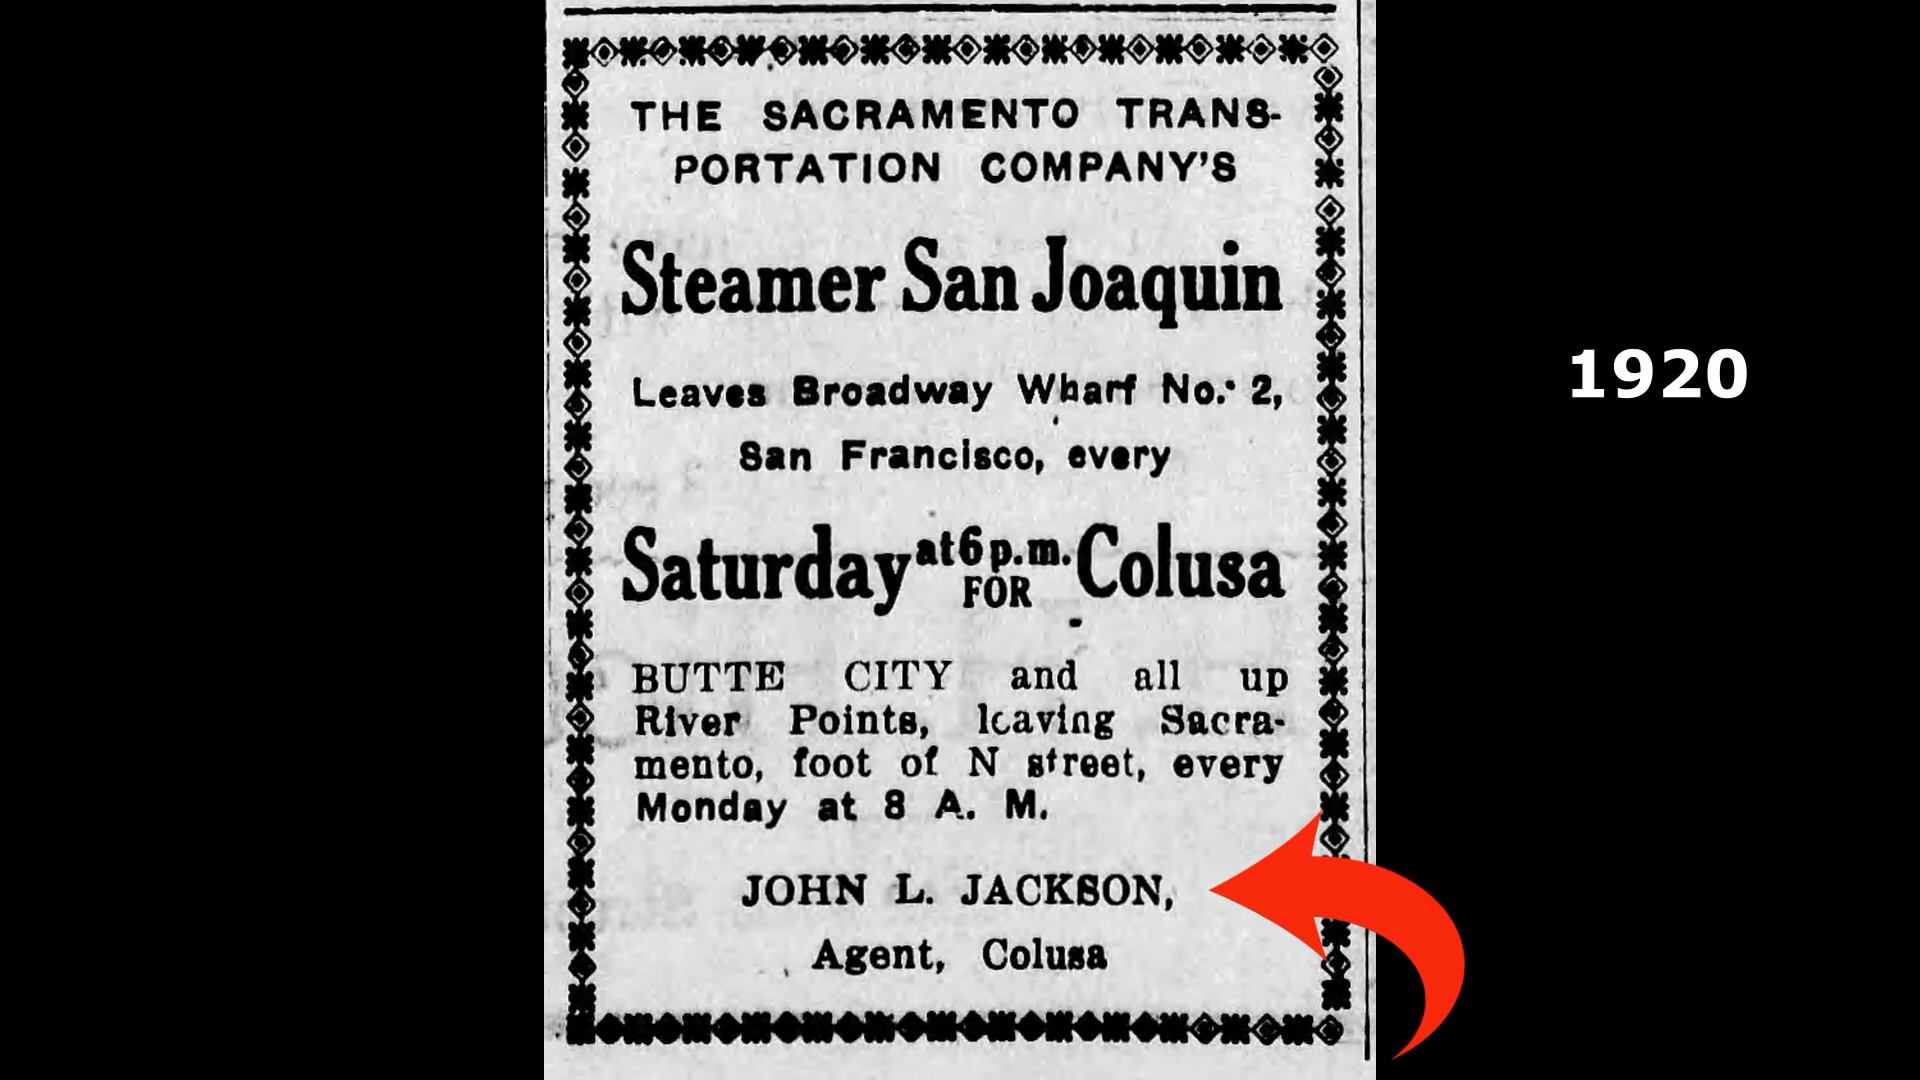 THE SACRAMENTO TRANS-
PORTATION COMPANY'S
Steamer San Joaquin
Leaves Broadway Wharf No. 2,
San Francisco, every
Saturday at 6 p.m. FOR Colusa
BUTTE CITY and all up
River Points, leaving Sacra-
mento, foot of N street, every
Monday at 8 A. M.
JOHN L. JACKSON,
Agent, Colusa
1920